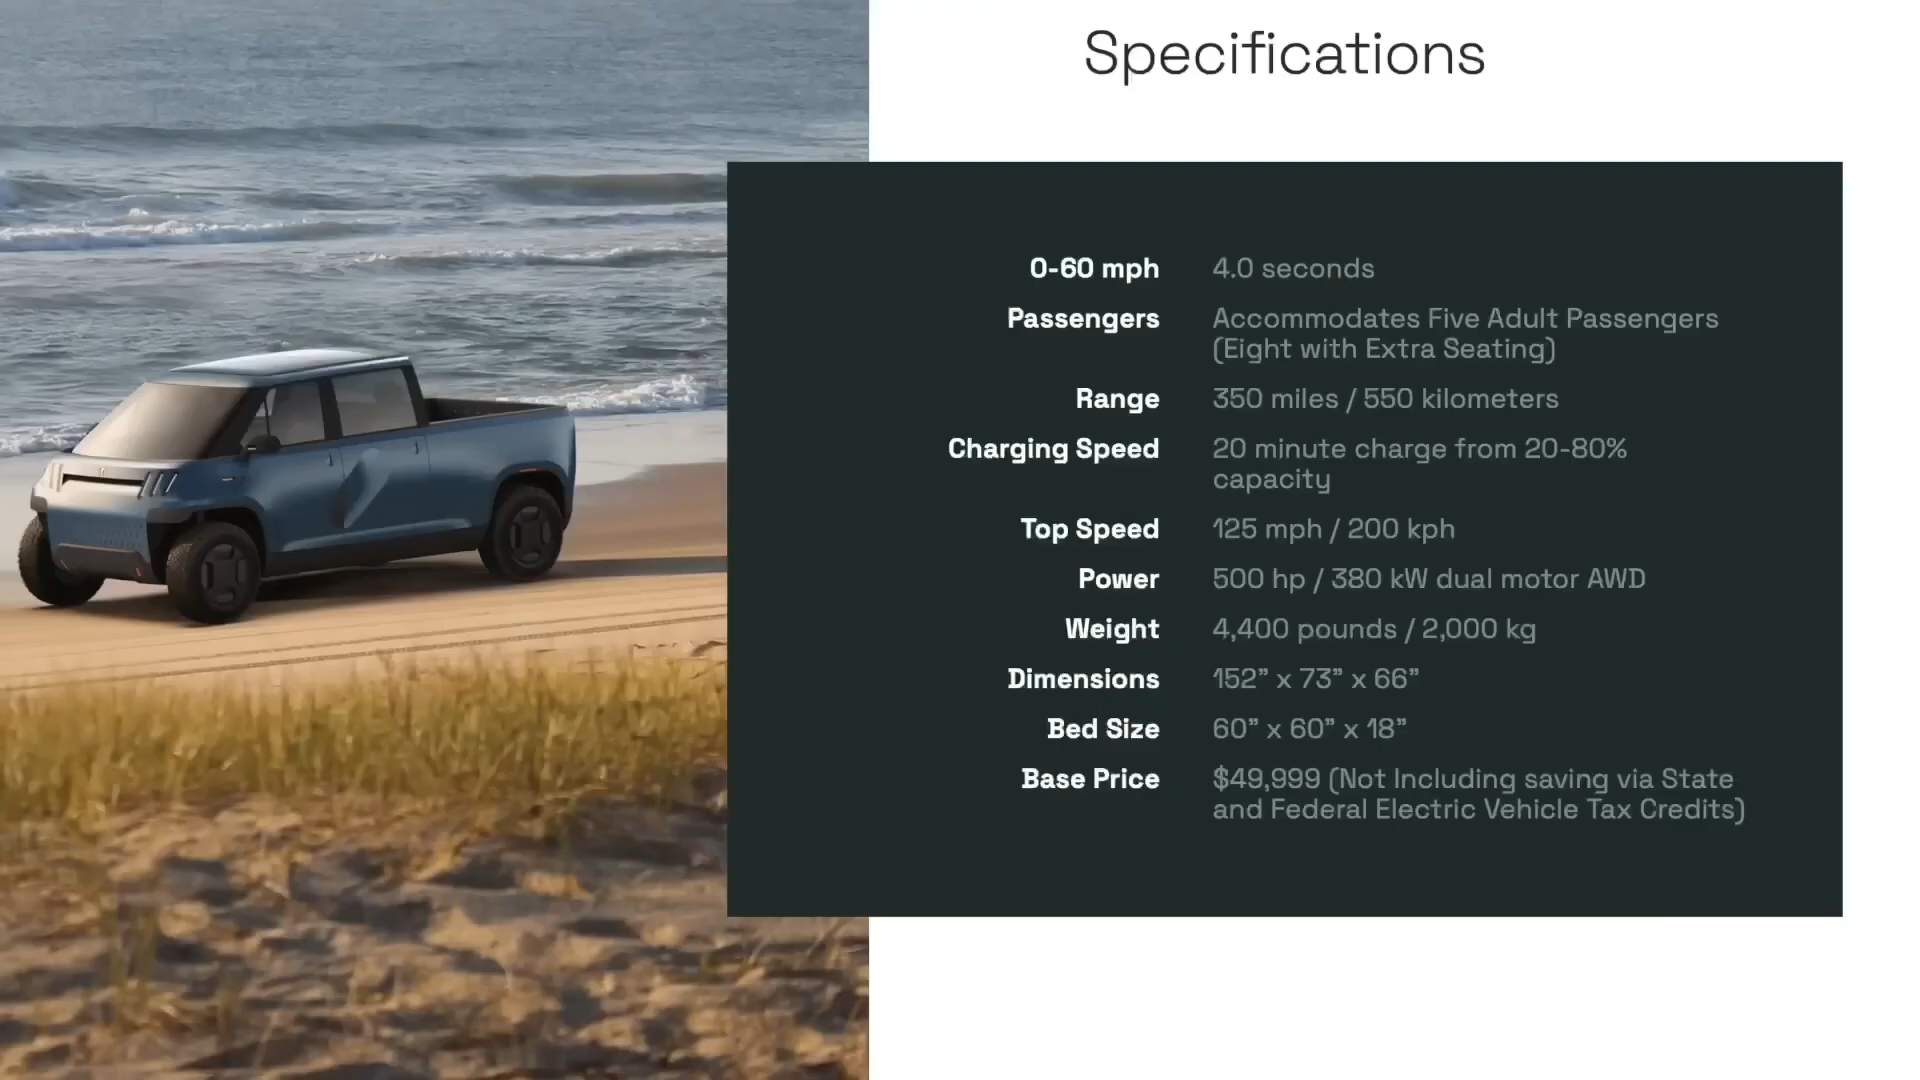 Specifications
0-60 mph 4.0 seconds
Passengers Accommodates Five Adult Passengers
(Eight with Extra Seating)
Range 350 miles / 550 kilometers
Charging Speed 20 minute charge from 20-80%
capacity
Top Speed 125 mph / 200 kph
Power 500 hp / 380 kW dual motor AWD
Weight 4,400 pounds / 2,000 kg
Dimensions 152” x 73” x 66”
Bed Size 60” x 60” x 18”
Base Price $49,999 (Not Including saving via State
and Federal Electric Vehicle Tax Credits)